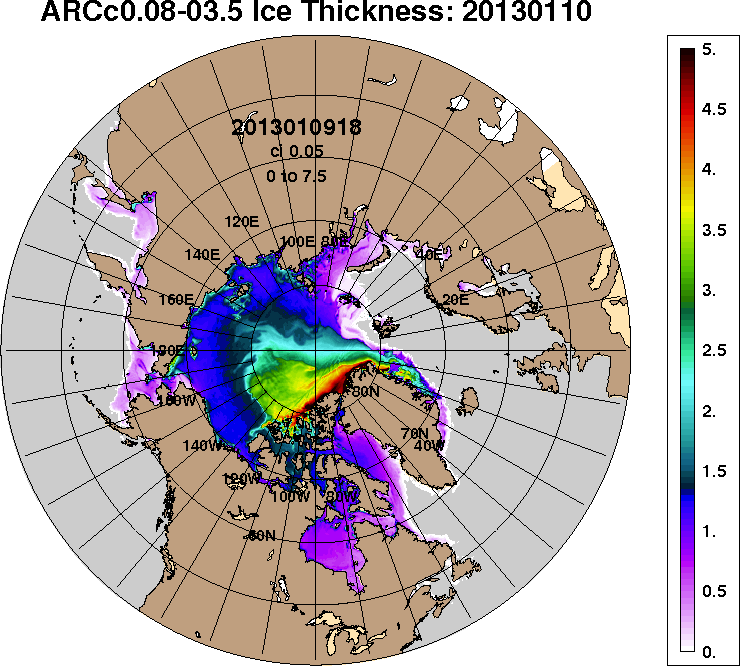 ARCc0.08-03.5 Ice Thickness: 20130110
2013010918
ci 0.05
0 to 7.5
120E
100E 80E
140E
40E
160E
20E
180E
160W
80N
70N
140W
40W
120W
100W
80W
60N
5.
4.5
4.
3.5
3.
2.5
2.
1.5
1.
0.5
0.